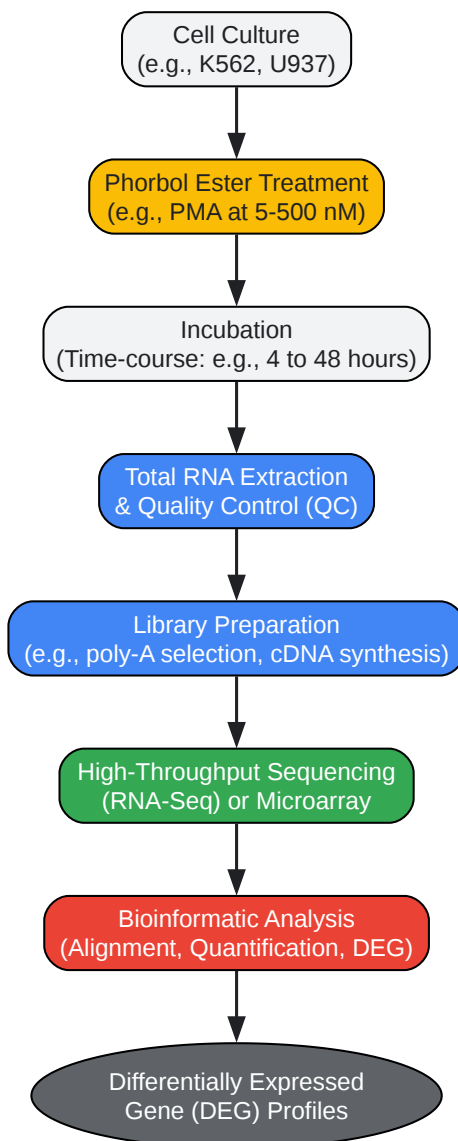 Cell Culture
(e.g., K562, U937)
Phorbol Ester Treatment
(e.g., PMA at 5-500 nM)
Incubation
(Time-course: e.g., 4 to 48 hours)
Total RNA Extraction
& Quality Control (QC)
Library Preparation
(e.g., poly-A selection, cDNA synthesis)
High-Throughput Sequencing
(RNA-Seq) or Microarray
Bioinformatic Analysis
(Alignment, Quantification, DEG)
Differentially Expressed
Gene (DEG) Profiles